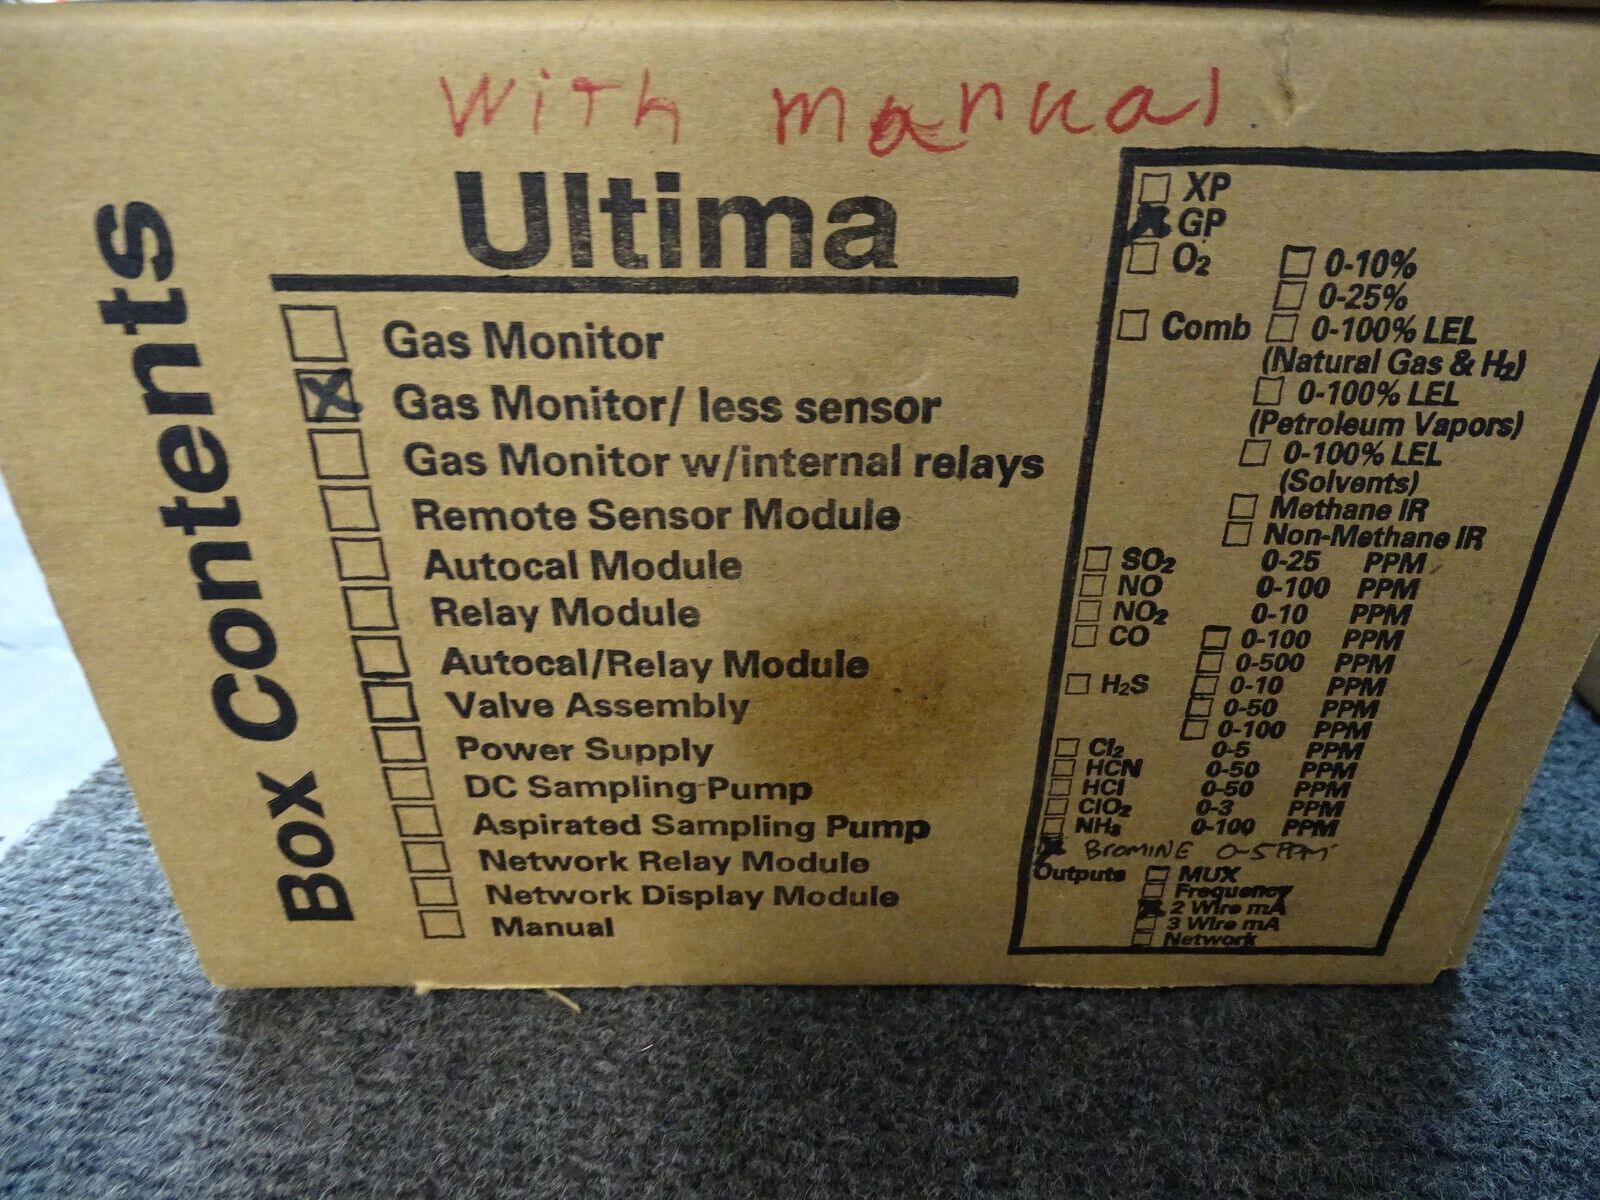 With manual
Ultima
Box Contents
Gas Monitor
Gas Monitor/ less sensor
Gas Monitor w/internal relays
Remote Sensor Module
Autocal Module
Relay Module
Autocal/Relay Module
Valve Assembly
Power Supply
DC Sampling Pump
Aspirated Sampling Pump
Network Relay Module
Network Display Module
Manual
XP
GP
O2 0-10%
0-25%
Comb 0-100% LEL
(Natural Gas & H2)
0-100% LEL
(Petroleum Vapors)
0-100% LEL
(Solvents)
Methane IR
Non-Methane IR
SO2 0-25 PPM
NO 0-100 PPM
NO2 0-10 PPM
CO 0-100 PPM
0-500 PPM
H2S 0-10 PPM
0-50 PPM
0-100 PPM
Cl2 0-5 PPM
HCN 0-50 PPM
HCl 0-50 PPM
ClO2 0-3 PPM
NH3 0-100 PPM
BROMINE 0-5 PPM
Outputs MUX
Frequency
2 Wire mA
3 Wire mA
Network